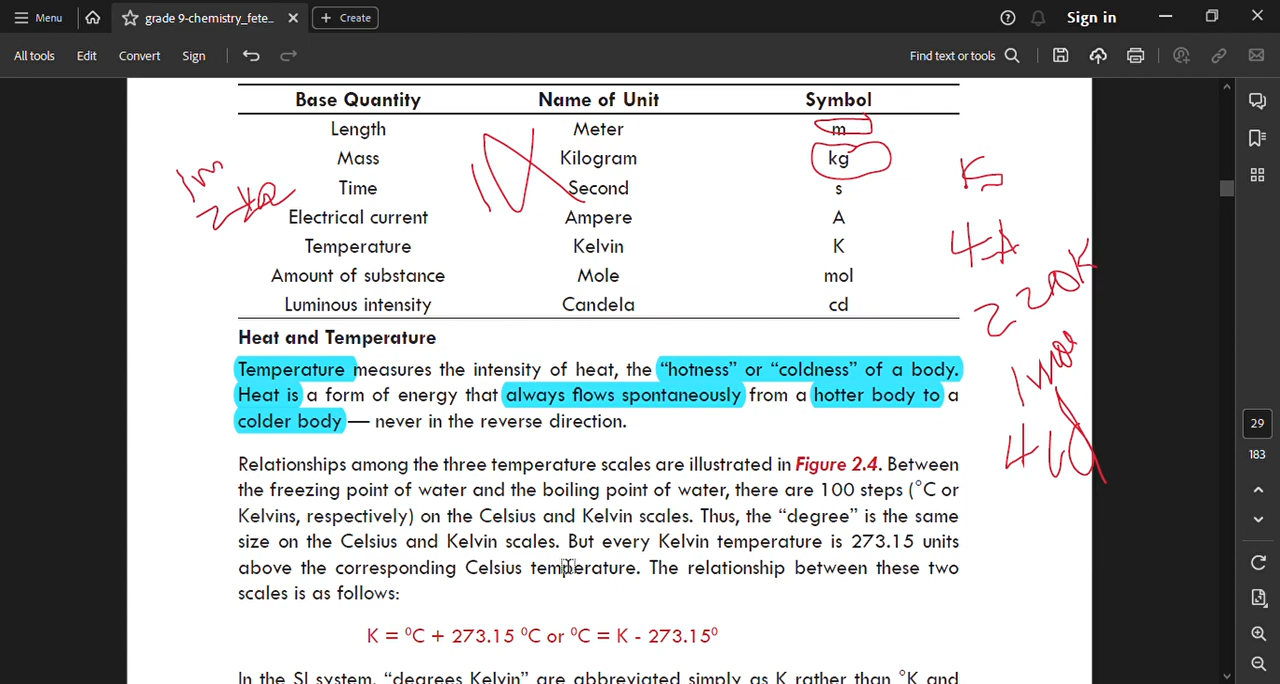 Menu grade 9-chemistry_fete... Create Sign in
All tools Edit Convert Sign Find text or tools
Base Quantity Name of Unit Symbol
Length Meter m
Mass Kilogram kg
Time Second s
Electrical current Ampere A
Temperature Kelvin K
Amount of substance Mole mol
Luminous intensity Candela cd
1m
K
4A
220K
1mol
Heat and Temperature
Temperature measures the intensity of heat, the “hotness” or “coldness” of a body.
Heat is a form of energy that always flows spontaneously from a hotter body to a
colder body — never in the reverse direction.
Relationships among the three temperature scales are illustrated in Figure 2.4. Between
the freezing point of water and the boiling point of water, there are 100 steps (°C or
Kelvins, respectively) on the Celsius and Kelvin scales. Thus, the “degree” is the same
size on the Celsius and Kelvin scales. But every Kelvin temperature is 273.15 units
above the corresponding Celsius temperature. The relationship between these two
scales is as follows:
K = ⁰C + 273.15 ⁰C or ⁰C = K - 273.15⁰
In the SI system, “degrees Kelvin” are abbreviated simply as K rather than °K and
29
183